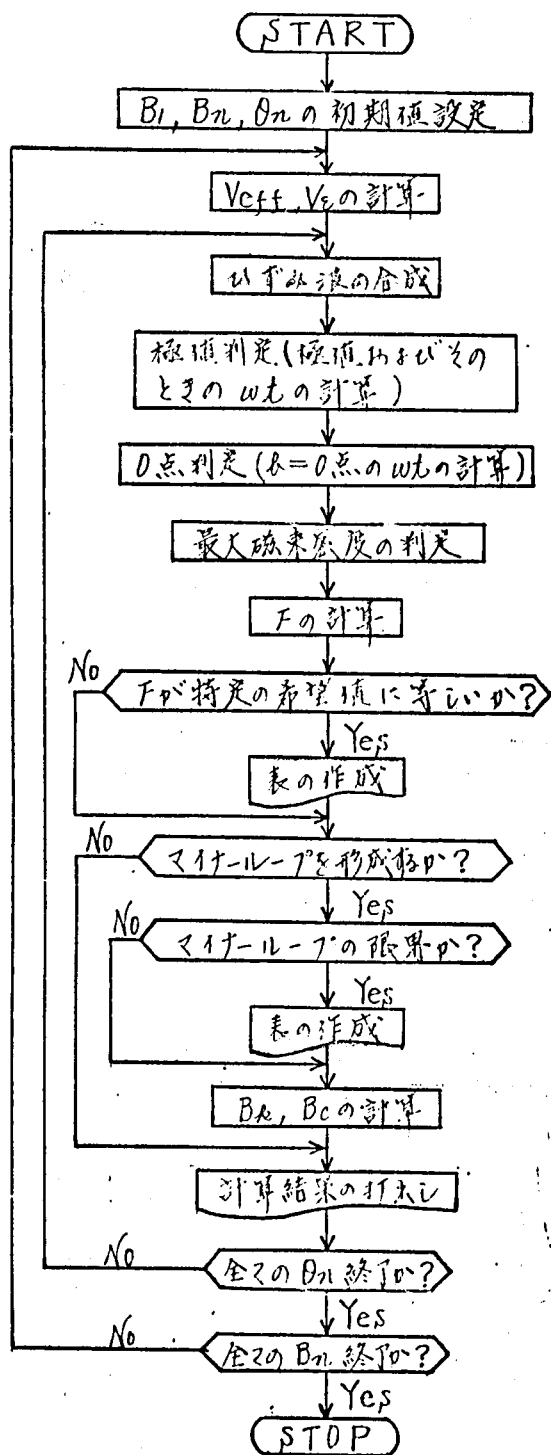 START
B1, Bn, θnの初期値設定
Veff, Vεの計算
ひずみ波の合成
極値判定(極値およびその
ときのωtの計算)
0点判定(b=0点のωtの計算)
最大磁束密度の判定
Fの計算
No
Fが特定の希望値に等しいか?
Yes
表の作成
No
マイナーループを形成するか?
Yes
No
マイナーループの限界か?
Yes
表の作成
Bk, Bcの計算
計算結果の打出し
No
全てのθn終了か?
Yes
No
全てのBn終了か?
Yes
STOP